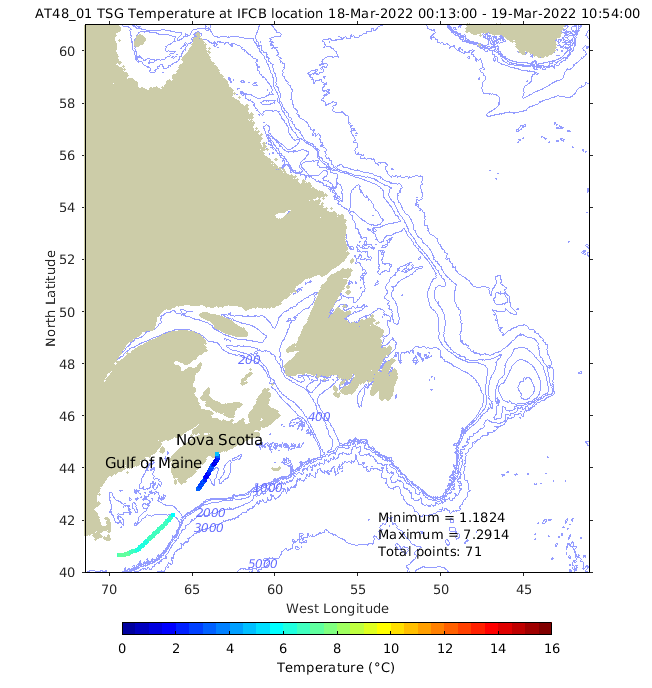 AT48_01 TSG Temperature at IFCB location 18-Mar-2022 00:13:00 - 19-Mar-2022 10:54:00
60
58
56
54
52
50
48
46
44
42
40
North Latitude
200
400
Nova Scotia
Gulf of Maine
1000
2000
3000
5000
Minimum = 1.1824
Maximum = 7.2914
Total points: 71
70 65 60 55 50 45
West Longitude
0 2 4 6 8 10 12 14 16
Temperature (°C)